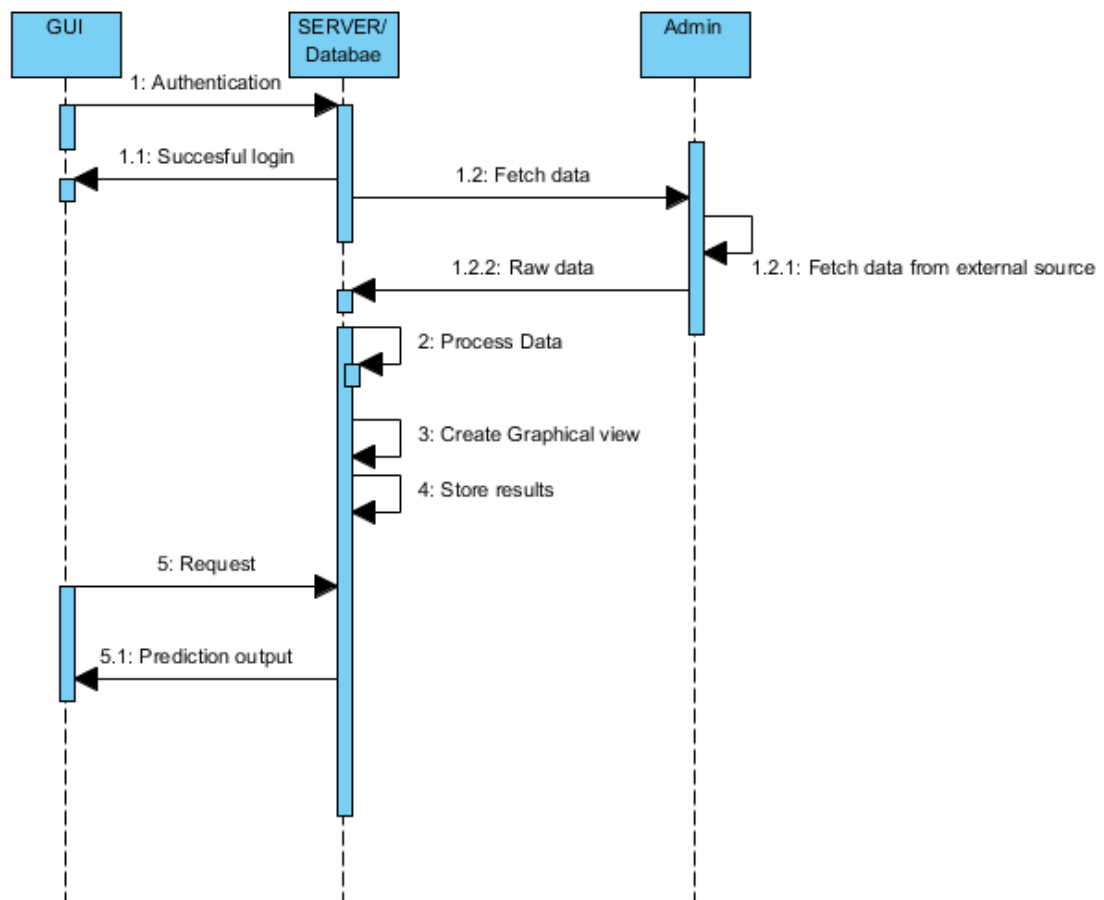 GUI
SERVER/
Databae
Admin
1: Authentication
1.1: Succesful login
1.2: Fetch data
1.2.1: Fetch data from external source
1.2.2: Raw data
2: Process Data
3: Create Graphical view
4: Store results
5: Request
5.1: Prediction output